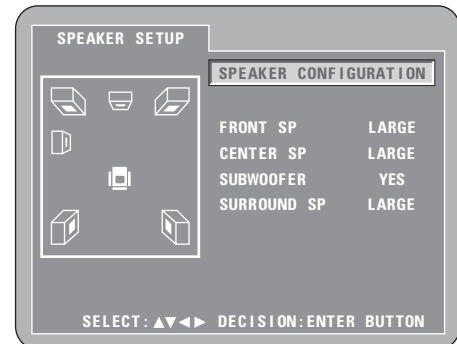 SPEAKER SETUP
SPEAKER CONFIGURATION
FRONT SP LARGE
CENTER SP LARGE
SUBWOOFER YES
SURROUND SP LARGE
SELECT:▲▼◀▶ DECISION:ENTER BUTTON